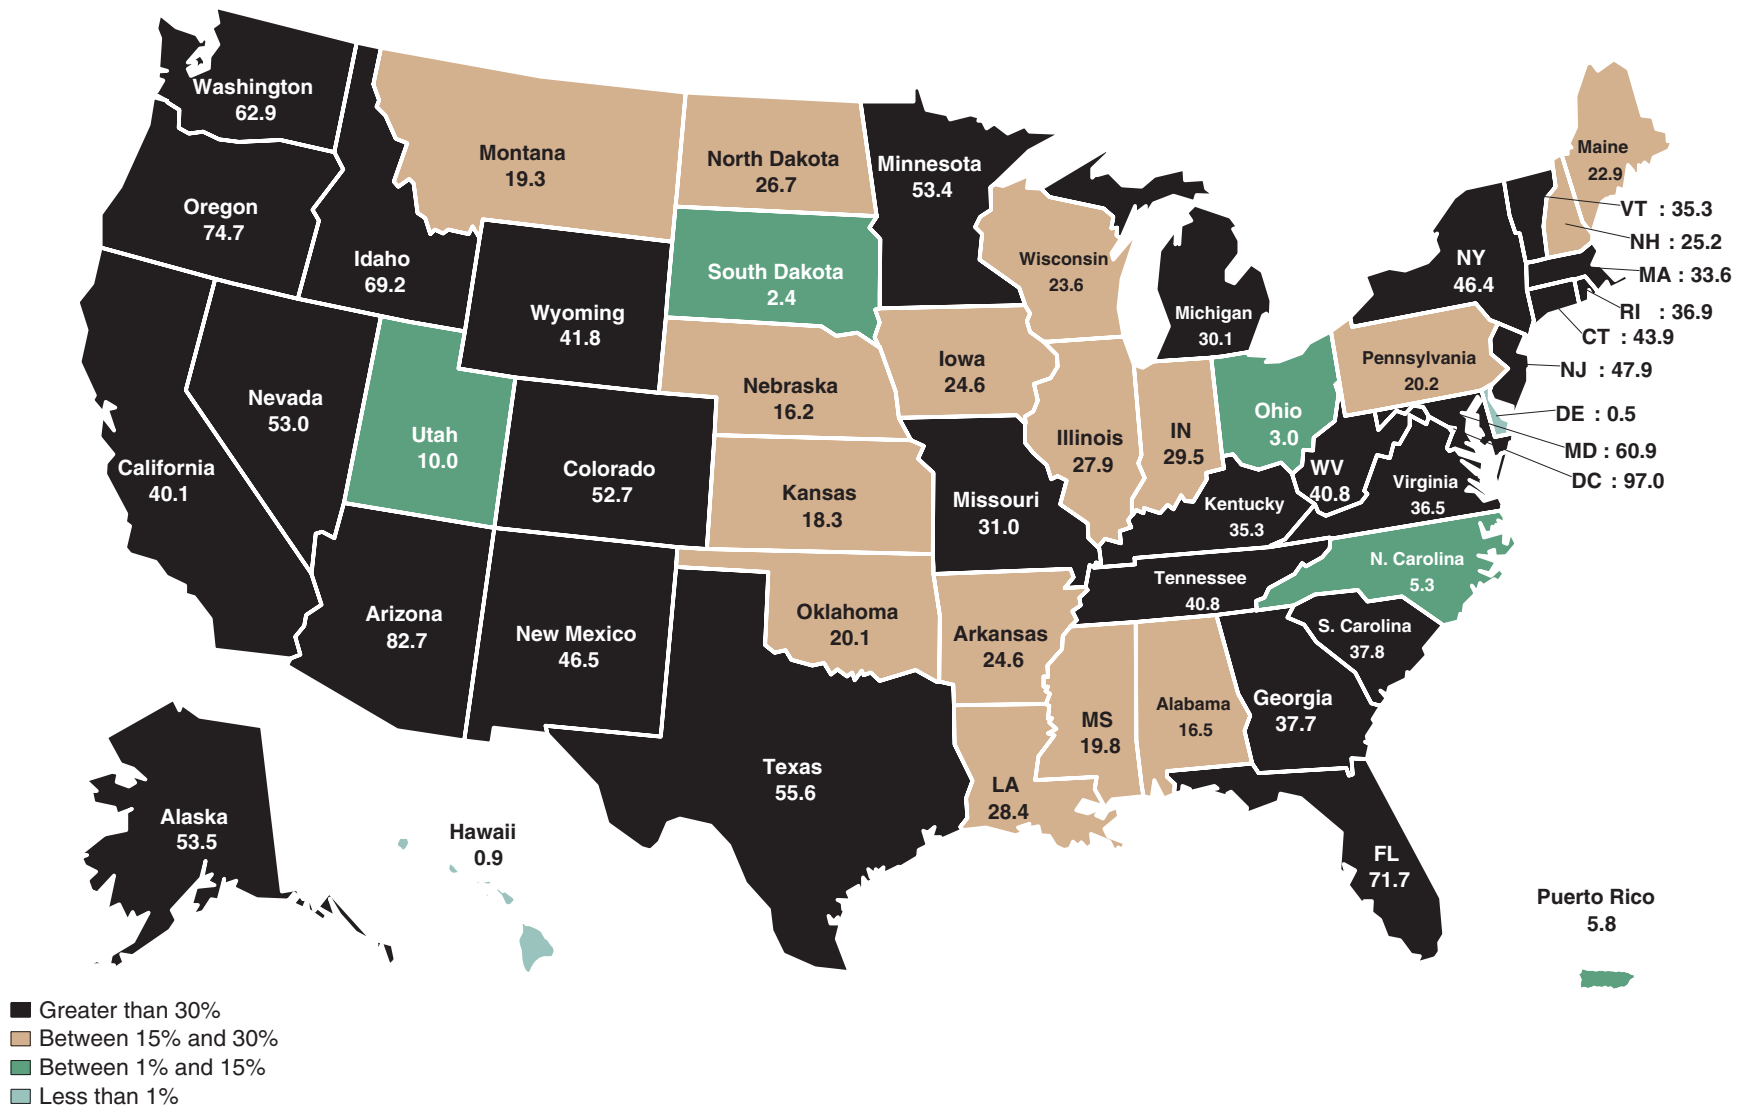 Washington
62.9
Oregon
74.7
Idaho
69.2
Montana
19.3
North Dakota
26.7
Minnesota
53.4
South Dakota
2.4
Wyoming
41.8
Wisconsin
23.6
Michigan
30.1
NY
46.4
Maine
22.9
VT : 35.3
NH : 25.2
MA : 33.6
RI : 36.9
CT : 43.9
NJ : 47.9
DE : 0.5
MD : 60.9
DC : 97.0
Pennsylvania
20.2
Iowa
24.6
Nebraska
16.2
Nevada
53.0
Utah
10.0
California
40.1
Colorado
52.7
Kansas
18.3
Missouri
31.0
Illinois
27.9
IN
29.5
Ohio
3.0
WV
40.8
Virginia
36.5
Kentucky
35.3
N. Carolina
5.3
Tennessee
40.8
S. Carolina
37.8
Arizona
82.7
New Mexico
46.5
Oklahoma
20.1
Arkansas
24.6
Texas
55.6
LA
28.4
MS
19.8
Alabama
16.5
Georgia
37.7
FL
71.7
Alaska
53.5
Hawaii
0.9
Puerto Rico
5.8
Greater than 30%
Between 15% and 30%
Between 1% and 15%
Less than 1%